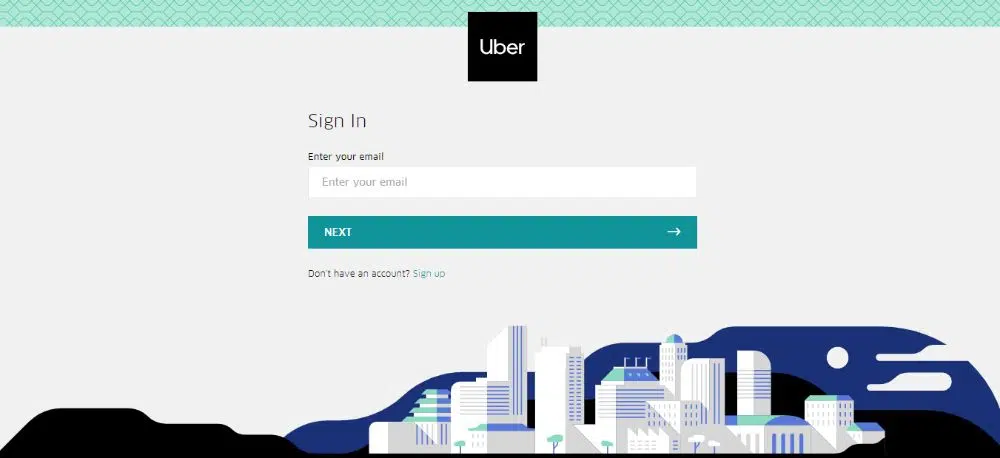 Uber
Sign In
Enter your email
Enter your email
NEXT
Don't have an account? Sign up